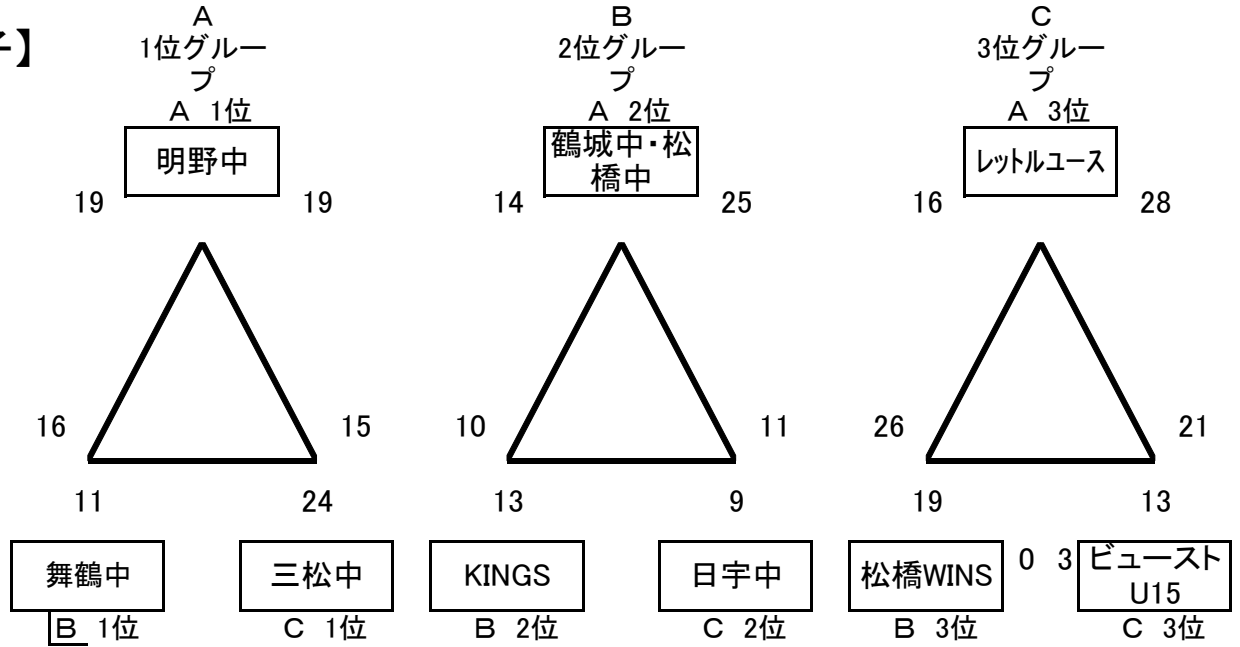 子】
A
1位グルー
プ
A 1位
明野中
19 19
16 15
11 24
舞鶴中
三松中
B 1位
C 1位
B
2位グルー
プ
A 2位
鶴城中・松
橋中
14 25
10 11
13 9
KINGS
日宇中
B 2位
C 2位
C
3位グルー
プ
A 3位
レットルユース
16 28
26 21
19 13
松橋WINS
0 3
ビュースト
U15
B 3位
C 3位